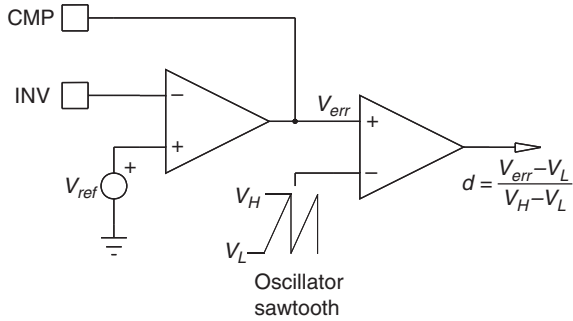 CMP
INV
−
+
V_ref
+
V_err
+
−
d = (V_err − V_L) / (V_H − V_L)
V_H
V_L
Oscillator
sawtooth